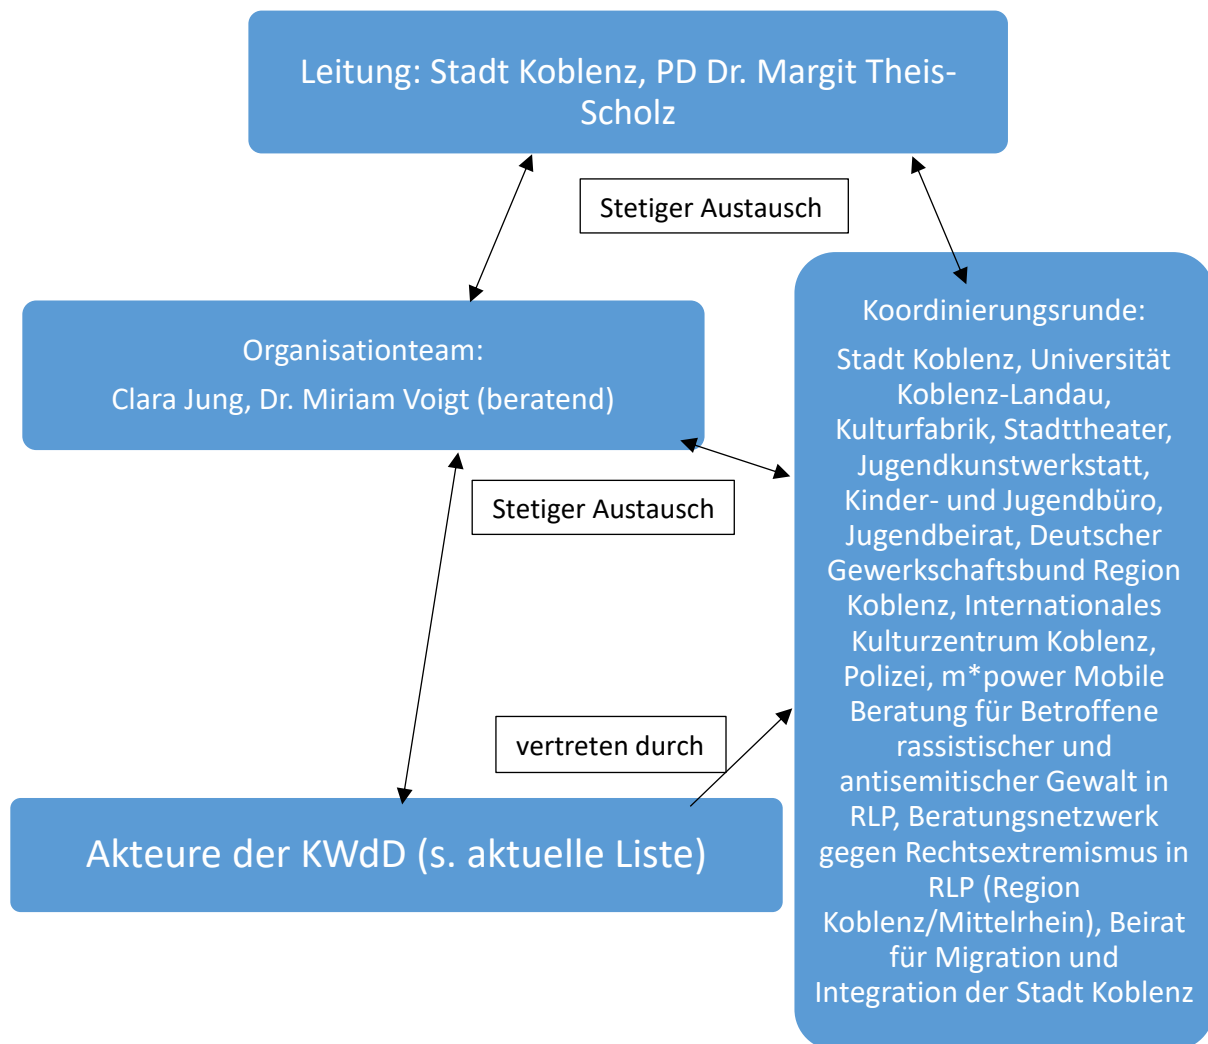 Leitung: Stadt Koblenz, PD Dr. Margit Theis-
Scholz
Stetiger Austausch
Organisationteam:
Clara Jung, Dr. Miriam Voigt (beratend)
Stetiger Austausch
vertreten durch
Akteure der KWdD (s. aktuelle Liste)
Koordinierungsrunde:
Stadt Koblenz, Universität
Koblenz-Landau,
Kulturfabrik, Stadttheater,
Jugendkunstwerkstatt,
Kinder- und Jugendbüro,
Jugendbeirat, Deutscher
Gewerkschaftsbund Region
Koblenz, Internationales
Kulturzentrum Koblenz,
Polizei, m*power Mobile
Beratung für Betroffene
rassistischer und
antisemitischer Gewalt in
RLP, Beratungsnetzwerk
gegen Rechtsextremismus in
RLP (Region
Koblenz/Mittelrhein), Beirat
für Migration und
Integration der Stadt Koblenz